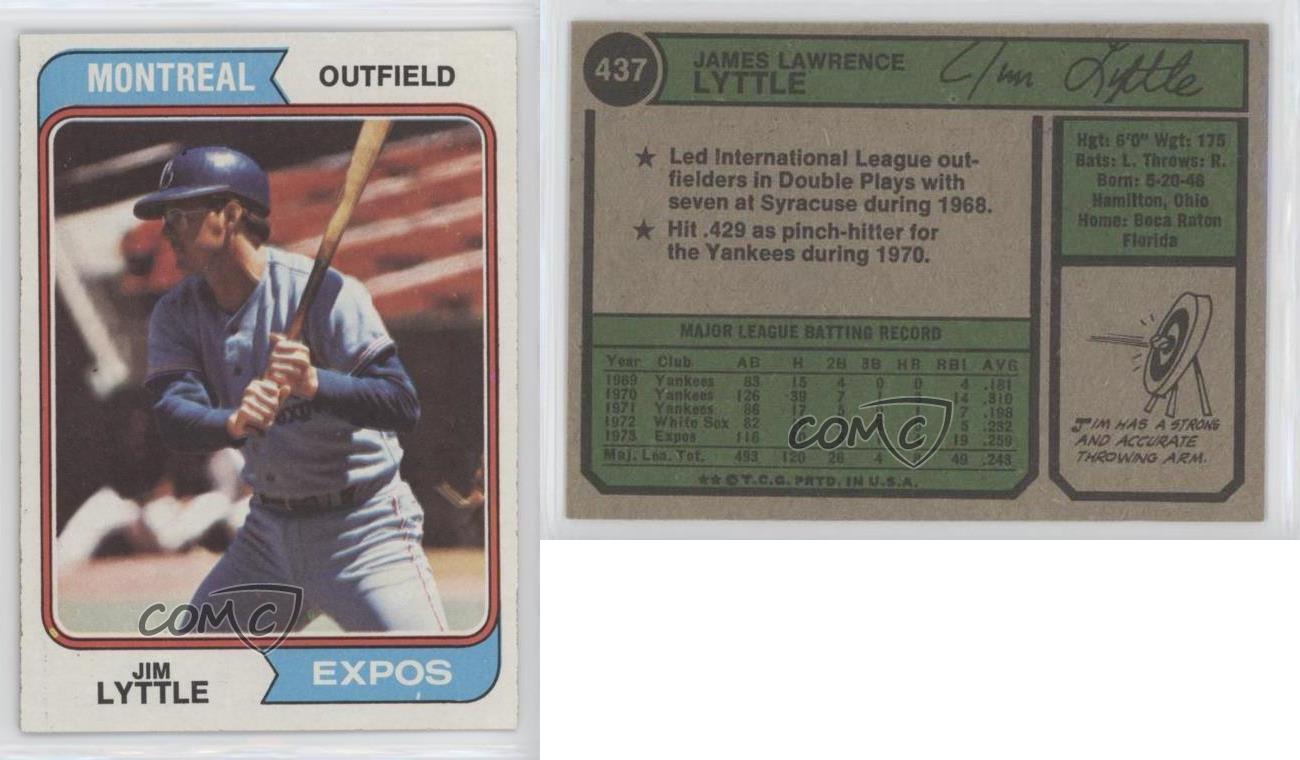 MONTREAL OUTFIELD
COMC
JIM
LYTTLE
EXPOS
437
JAMES LAWRENCE
LYTTLE
Jim Lyttle
★ Led International League out-
fielders in Double Plays with
seven at Syracuse during 1968.
★ Hit .429 as pinch-hitter for
the Yankees during 1970.
MAJOR LEAGUE BATTING RECORD
Year Club AB H 2B 3B HR RBI AVG
1969 Yankees 83 15 4 0 0 4 .181
1970 Yankees 126 39 7 14 .310
1971 Yankees 86 17 5 0 1 7 .198
1972 White Sox 82 5 .232
1973 Expos 116 19 .259
Maj. Lea. Tot. 493 120 26 4 49 .243
COMC
★★ © T.C.G. PRTD. IN U.S.A.
Hgt: 6'0" Wgt: 175
Bats: L. Throws: R.
Born: 5-20-46
Hamilton, Ohio
Home: Boca Raton
Florida
JIM HAS A STRONG
AND ACCURATE
THROWING ARM.